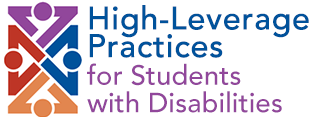 High-Leverage
Practices
for Students
with Disabilities